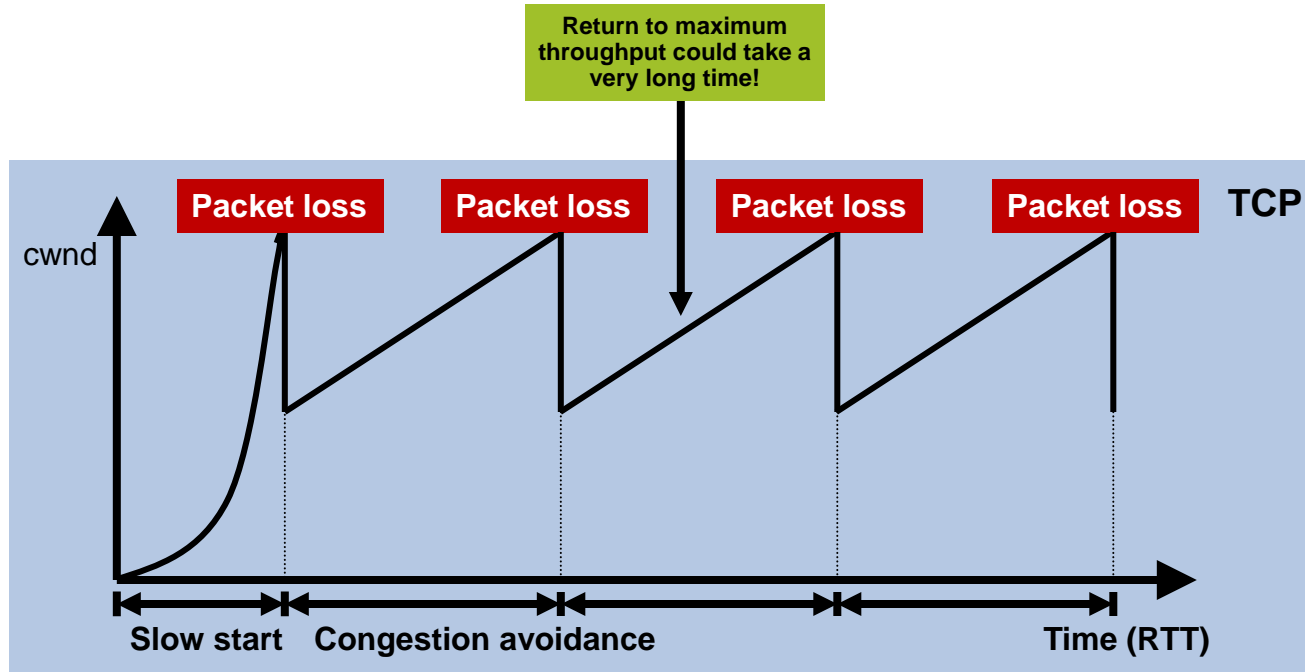 Return to maximum
throughput could take a
very long time!
Packet loss
Packet loss
Packet loss
Packet loss
TCP
cwnd
Slow start
Congestion avoidance
Time (RTT)